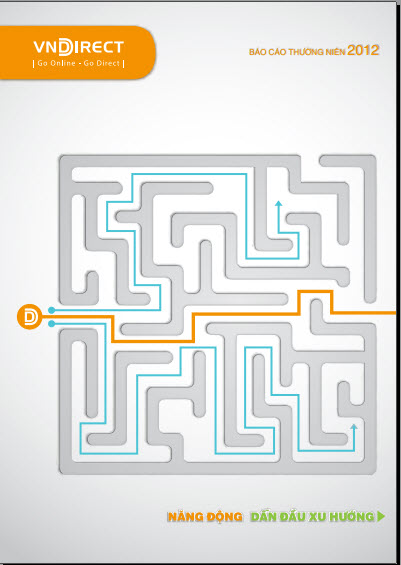 VNDIRECT
| Go Online - Go Direct |
BÁO CÁO THƯỜNG NIÊN 2012
D
NĂNG ĐỘNG DẪN ĐẦU XU HƯỚNG